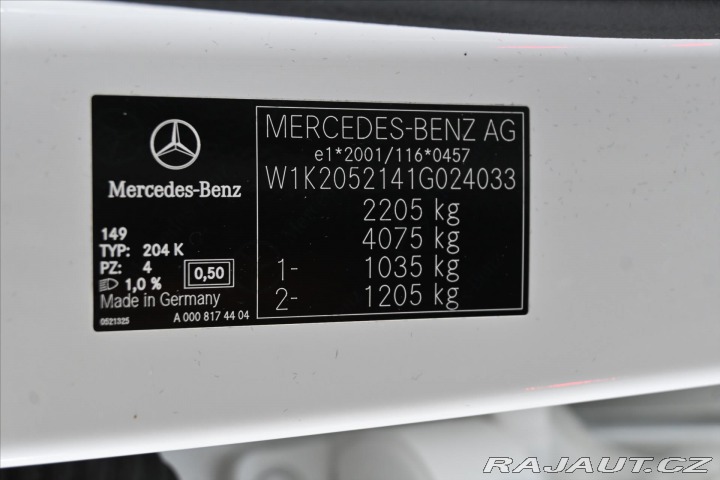 MERCEDES-BENZ AG
e1*2001/116*0457
W1K2052141G024033
2205 kg
4075 kg
1- 1035 kg
2- 1205 kg
Mercedes-Benz
149
TYP: 204 K
PZ: 4
1,0 % 0,50
Made in Germany
0521325 A 000 817 44 04
RAJAUT.CZ